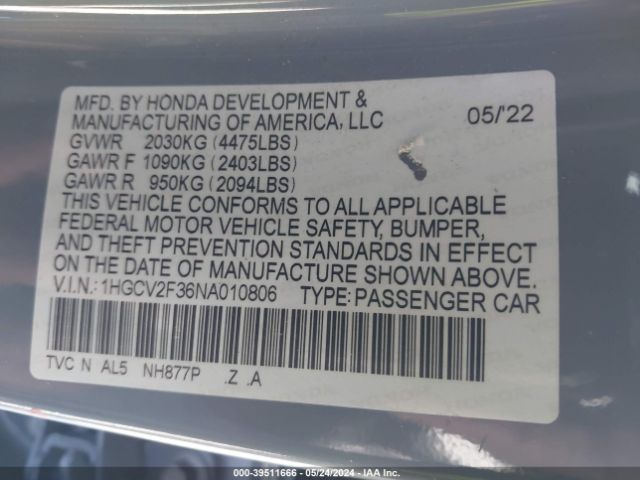 MFD. BY HONDA DEVELOPMENT &
MANUFACTURING OF AMERICA, LLC 05/'22
GVWR 2030KG (4475LBS)
GAWR F 1090KG (2403LBS)
GAWR R 950KG (2094LBS)
THIS VEHICLE CONFORMS TO ALL APPLICABLE
FEDERAL MOTOR VEHICLE SAFETY, BUMPER,
AND THEFT PREVENTION STANDARDS IN EFFECT
ON THE DATE OF MANUFACTURE SHOWN ABOVE.
V.I.N.: 1HGCV2F36NA010806 TYPE: PASSENGER CAR
TVC N AL5 NH877P .Z .A
000-39511666 - 05/24/2024 - IAA Inc.